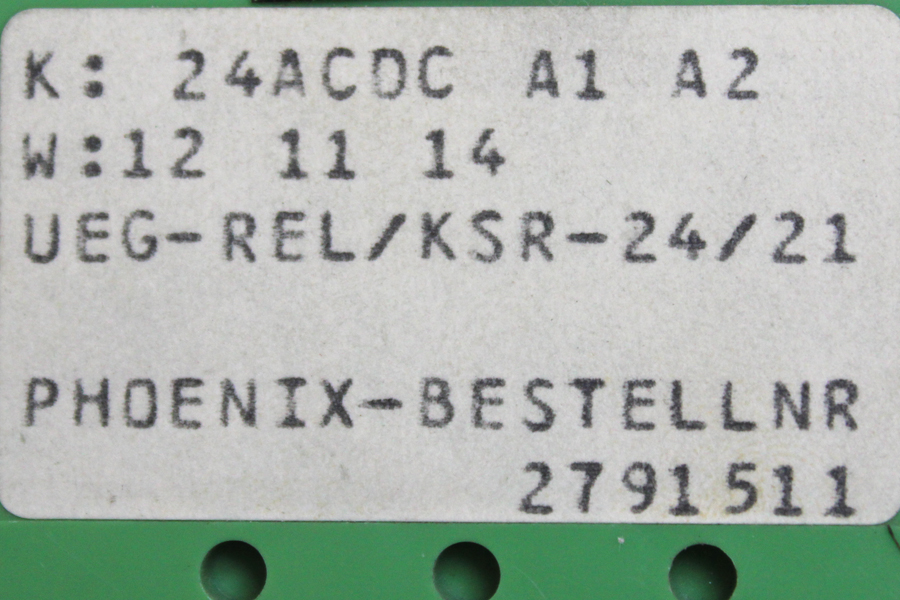 K: 24ACDC A1 A2
W:12 11 14
UEG-REL/KSR-24/21
PHOENIX-BESTELLNR
2791511